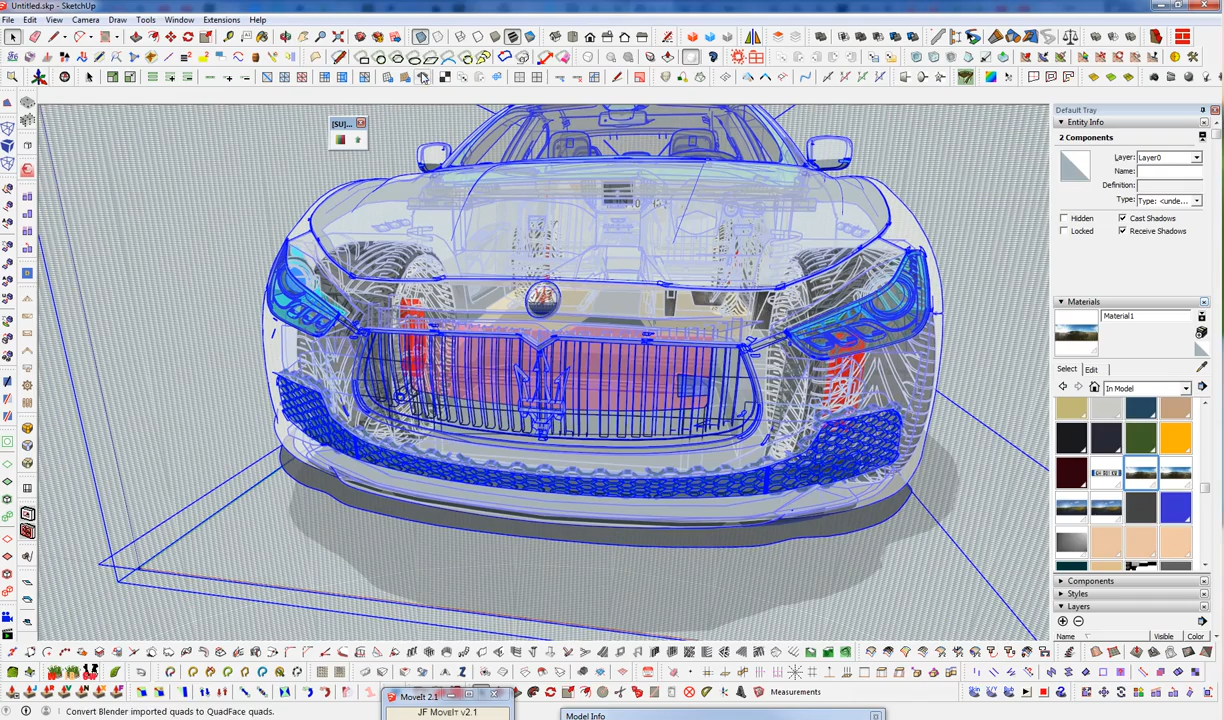 Untitled.skp - SketchUp
File Edit View Camera Draw Tools Window Extensions Help
[SU]...
Default Tray
Entity Info
2 Components
Layer: Layer0
Name:
Definition:
Type: Type: <unde...
Hidden Cast Shadows
Locked Receive Shadows
Materials
Material1
Select Edit
In Model
Components
Styles
Layers
Name Visible Color
Measurements
MoveIt 2.1
JF MoveIt v2.1
Model Info
Convert Blender imported quads to QuadFace quads.